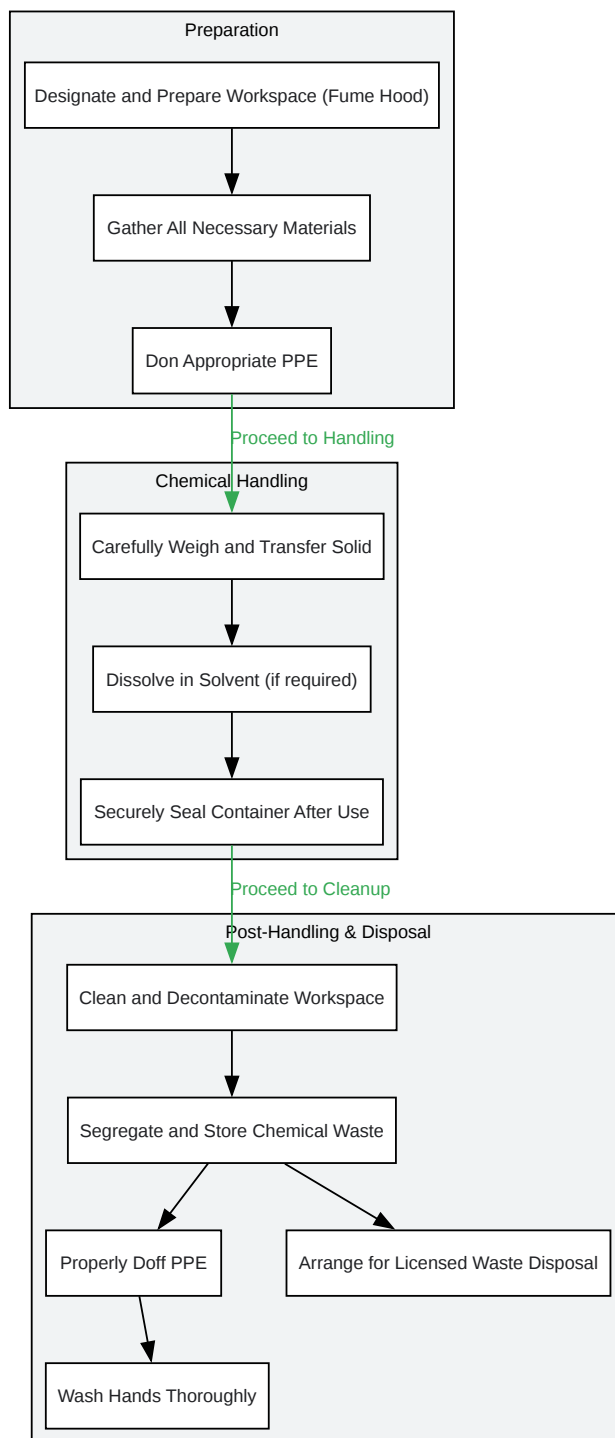 Preparation
Designate and Prepare Workspace (Fume Hood)
Gather All Necessary Materials
Don Appropriate PPE
Proceed to Handling
Chemical Handling
Carefully Weigh and Transfer Solid
Dissolve in Solvent (if required)
Securely Seal Container After Use
Proceed to Cleanup
Post-Handling & Disposal
Clean and Decontaminate Workspace
Segregate and Store Chemical Waste
Properly Doff PPE
Arrange for Licensed Waste Disposal
Wash Hands Thoroughly